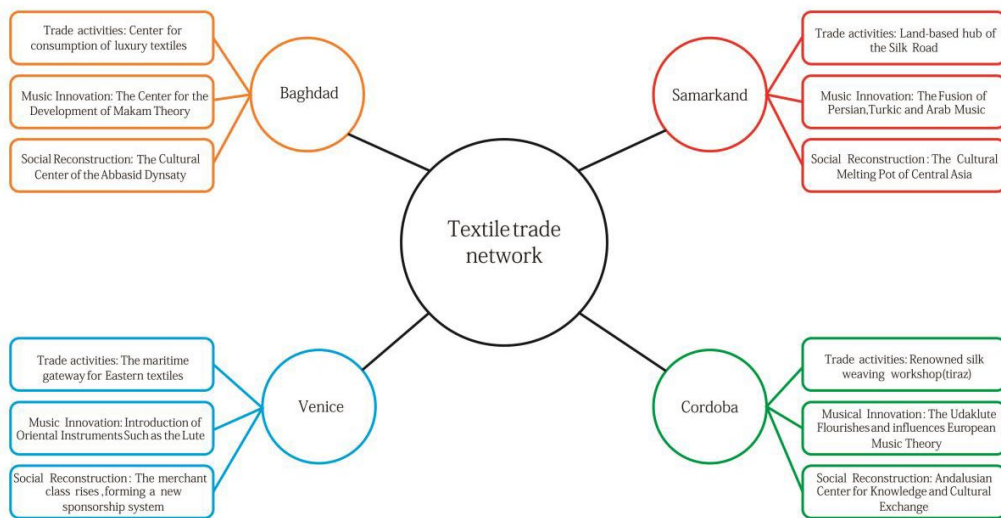 Trade activities: Center for
consumption of luxury textiles
Music Innovation: The Center for the
Development of Makam Theory
Social Reconstruction: The Cultural
Center of the Abbasid Dynsaty
Baghdad
Samarkand
Trade activities: Land-based hub of
the Silk Road
Music Innovation: The Fusion of
Persian,Turkic and Arab Music
Social Reconstruction: The Cultural
Melting Pot of Central Asia
Textile trade
network
Trade activities: The maritime
gateway for Eastern textiles
Music Innovation: Introduction of
Oriental Instruments Such as the Lute
Social Reconstruction: The merchant
class rises ,forming a new
sponsorship system
Venice
Cordoba
Trade activities: Renowned silk
weaving workshop(tiraz)
Musical Innovation: The Udaklute
Flourishes and influences European
Music Theory
Social Reconstruction: Andalusian
Center for Knowledge and Cultural
Exchange